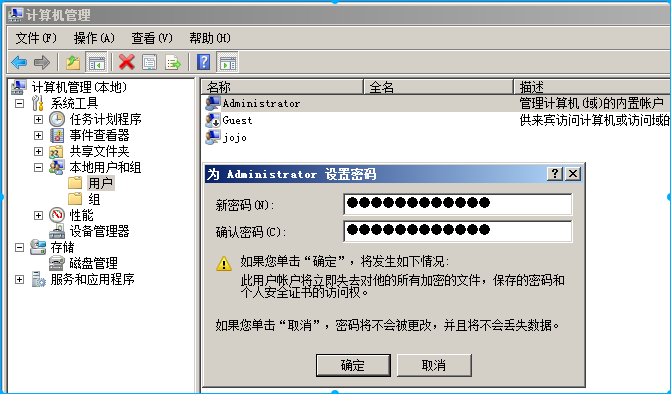 计算机管理
文件(F) 操作(A) 查看(V) 帮助(H)
计算机管理(本地)
系统工具
任务计划程序
事件查看器
共享文件夹
本地用户和组
用户
组
性能
设备管理器
存储
磁盘管理
服务和应用程序
名称 全名 描述
Administrator 管理计算机(域)的内置帐户
Guest 供来宾访问计算机或访问域的
jojo
为 Administrator 设置密码
新密码(N):
确认密码(C):
如果您单击“确定”，将发生如下情况:
此用户帐户将立即失去对他的所有加密的文件，保存的密码和
个人安全证书的访问权。
如果您单击“取消”，密码将不会被更改，并且将不会丢失数据。
确定 取消